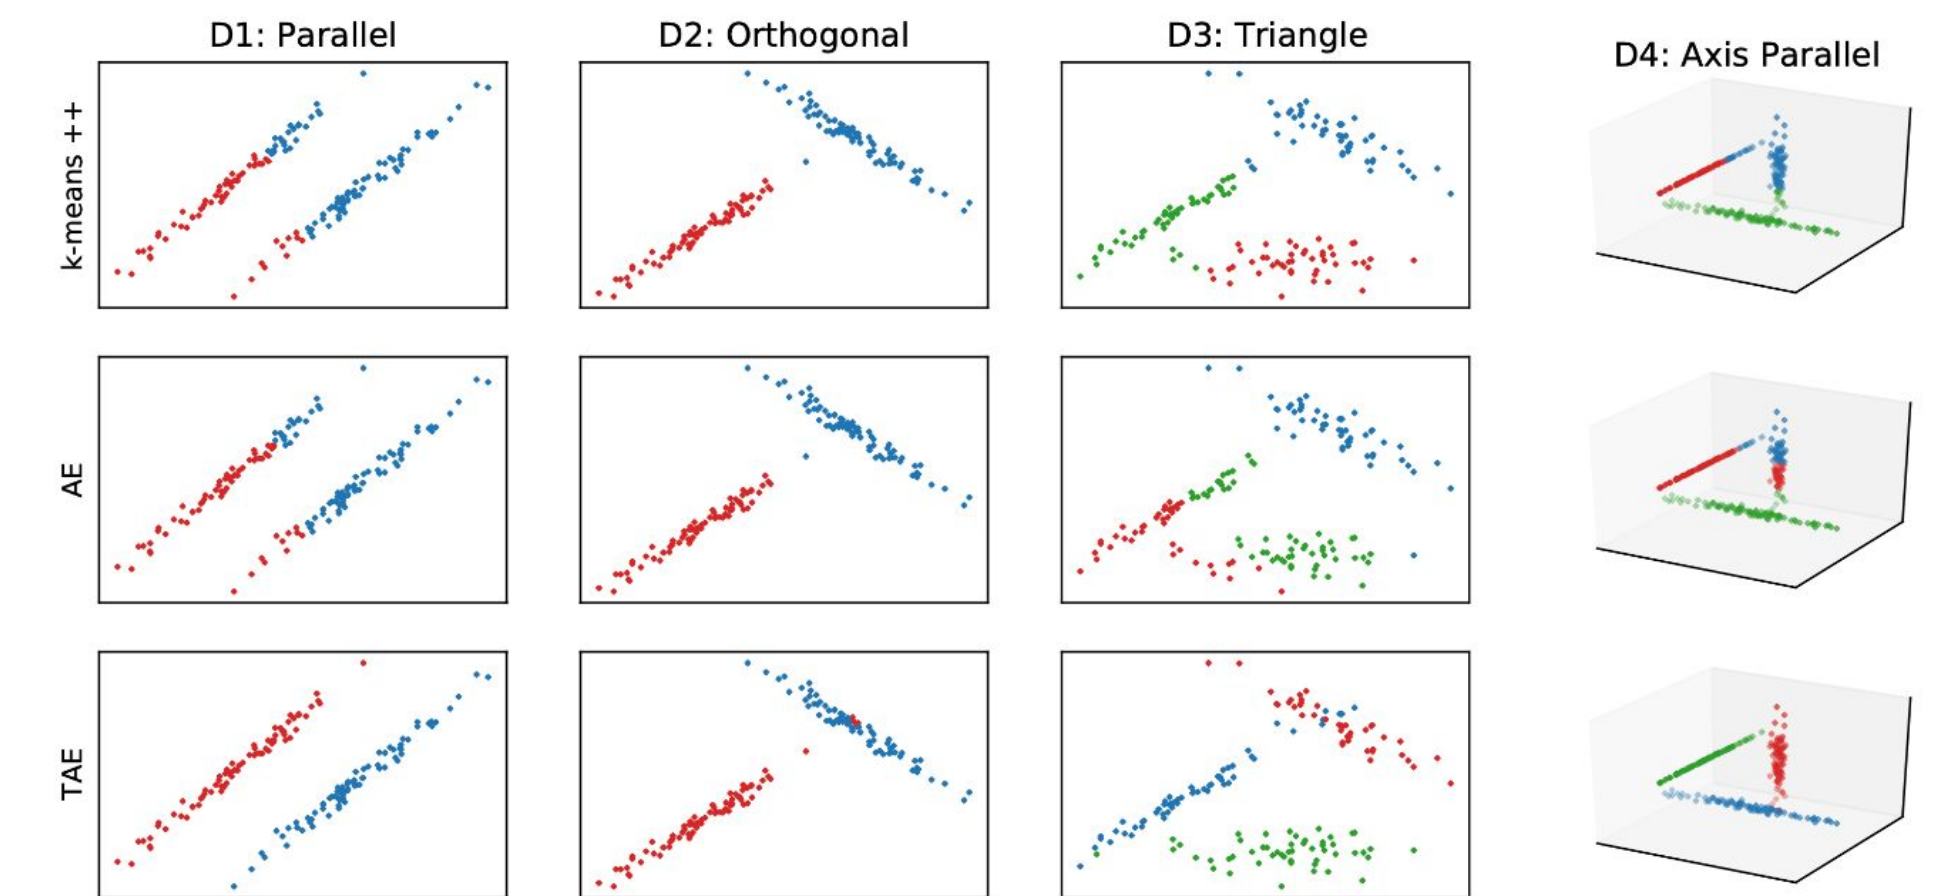 D1: Parallel
D2: Orthogonal
D3: Triangle
D4: Axis Parallel
k-means ++
AE
TAE